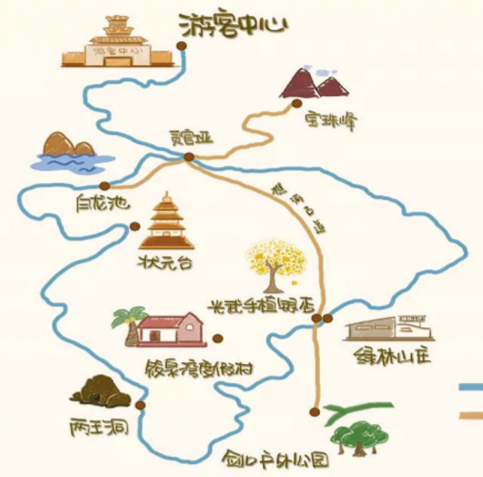 游客中心
游客中心
宝珠峰
灵官垭
白龙池
状元台
光武手植银杏
绿林山庄
两王洞
剑口户外公园